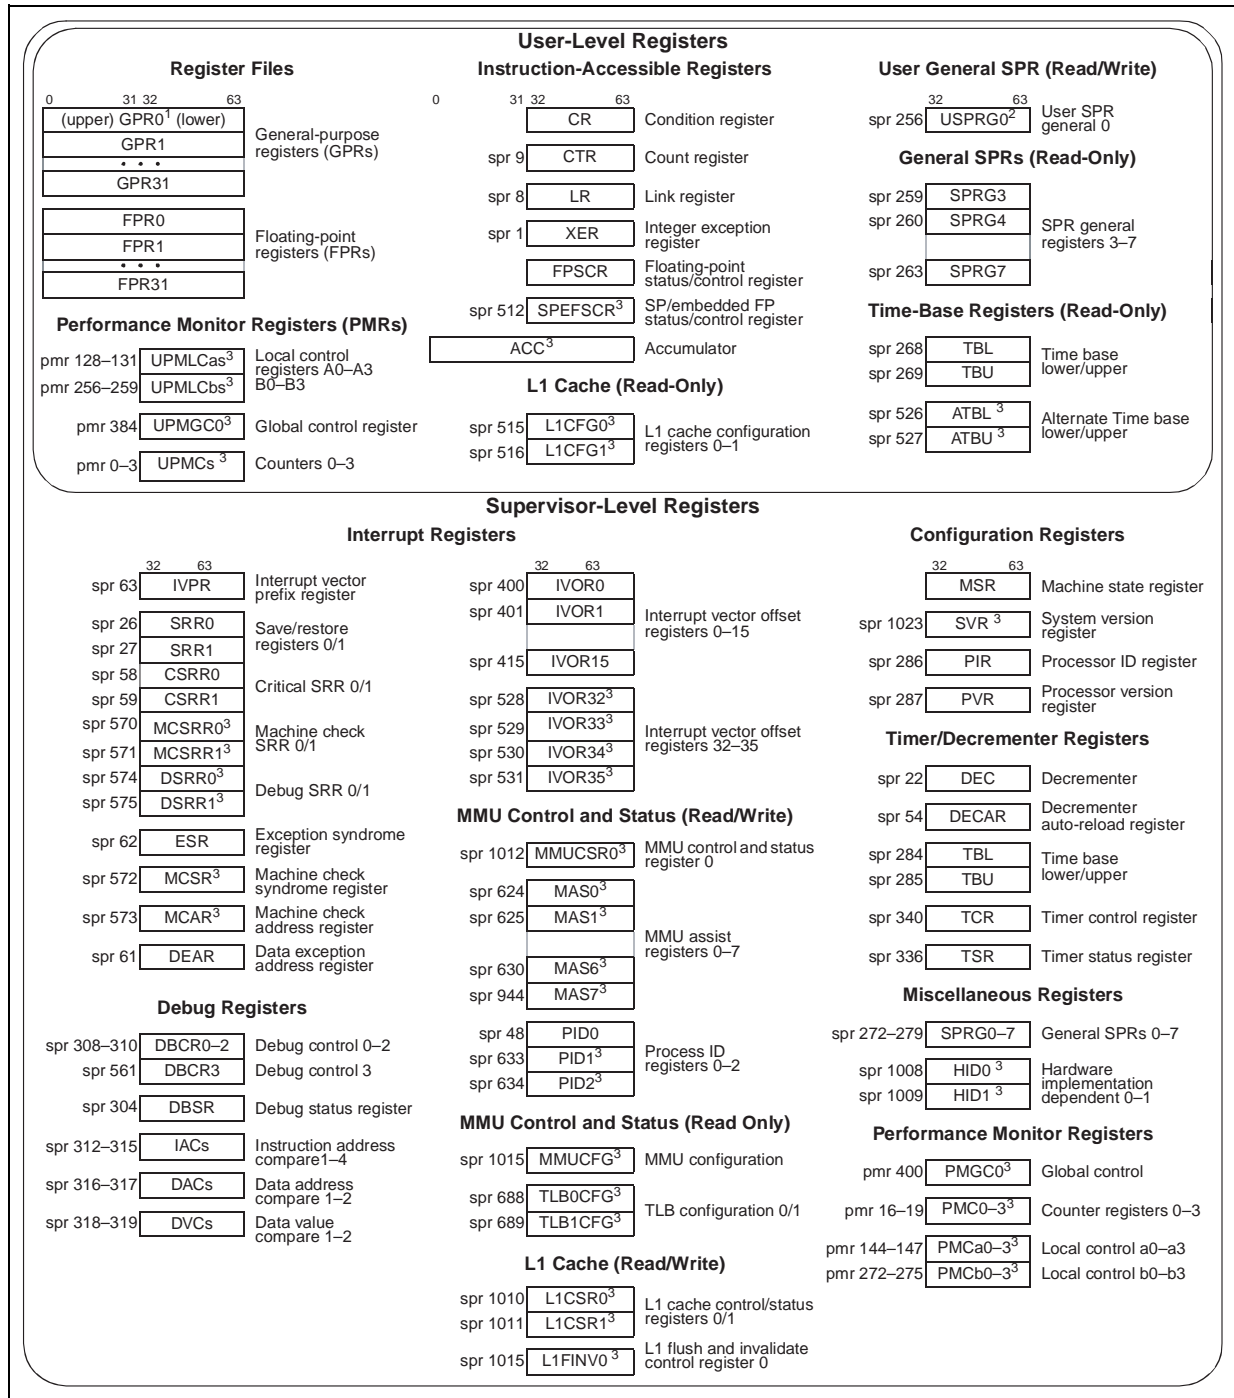 User-Level Registers
Register Files
0 31 32 63
(upper) GPR0¹ (lower)
GPR1
• • •
GPR31
General-purpose
registers (GPRs)
FPR0
FPR1
• • •
FPR31
Floating-point
registers (FPRs)
Performance Monitor Registers (PMRs)
pmr 128–131 UPMLCas³
pmr 256–259 UPMLCbs³
Local control
registers A0–A3
B0–B3
pmr 384 UPMGC0³ Global control register
pmr 0–3 UPMCs ³ Counters 0–3
Instruction-Accessible Registers
0 31 32 63
CR Condition register
spr 9 CTR Count register
spr 8 LR Link register
spr 1 XER Integer exception
register
FPSCR Floating-point
status/control register
spr 512 SPEFSCR³ SP/embedded FP
status/control register
ACC³ Accumulator
L1 Cache (Read-Only)
spr 515 L1CFG0³
spr 516 L1CFG1³
L1 cache configuration
registers 0–1
User General SPR (Read/Write)
32 63
spr 256 USPRG0² User SPR
general 0
General SPRs (Read-Only)
spr 259 SPRG3
spr 260 SPRG4
spr 263 SPRG7
SPR general
registers 3–7
Time-Base Registers (Read-Only)
spr 268 TBL
spr 269 TBU
Time base
lower/upper
spr 526 ATBL ³
spr 527 ATBU ³
Alternate Time base
lower/upper
Supervisor-Level Registers
Interrupt Registers
32 63
spr 63 IVPR Interrupt vector
prefix register
spr 26 SRR0
spr 27 SRR1
Save/restore
registers 0/1
spr 58 CSRR0
spr 59 CSRR1
Critical SRR 0/1
spr 570 MCSRR0³
spr 571 MCSRR1³
Machine check
SRR 0/1
spr 574 DSRR0³
spr 575 DSRR1³
Debug SRR 0/1
spr 62 ESR Exception syndrome
register
spr 572 MCSR³ Machine check
syndrome register
spr 573 MCAR³ Machine check
address register
spr 61 DEAR Data exception
address register
Debug Registers
spr 308–310 DBCR0–2 Debug control 0–2
spr 561 DBCR3 Debug control 3
spr 304 DBSR Debug status register
spr 312–315 IACs Instruction address
compare1–4
spr 316–317 DACs Data address
compare 1–2
spr 318–319 DVCs Data value
compare 1–2
32 63
spr 400 IVOR0
spr 401 IVOR1
spr 415 IVOR15
Interrupt vector offset
registers 0–15
spr 528 IVOR32³
spr 529 IVOR33³
spr 530 IVOR34³
spr 531 IVOR35³
Interrupt vector offset
registers 32–35
MMU Control and Status (Read/Write)
spr 1012 MMUCSR0³ MMU control and status
register 0
spr 624 MAS0³
spr 625 MAS1³
spr 630 MAS6³
spr 944 MAS7³
MMU assist
registers 0–7
spr 48 PID0
spr 633 PID1³
spr 634 PID2³
Process ID
registers 0–2
MMU Control and Status (Read Only)
spr 1015 MMUCFG³ MMU configuration
spr 688 TLB0CFG³
spr 689 TLB1CFG³
TLB configuration 0/1
L1 Cache (Read/Write)
spr 1010 L1CSR0³
spr 1011 L1CSR1³
L1 cache control/status
registers 0/1
spr 1015 L1FINV0 ³ L1 flush and invalidate
control register 0
Configuration Registers
32 63
MSR Machine state register
spr 1023 SVR ³ System version
register
spr 286 PIR Processor ID register
spr 287 PVR Processor version
register
Timer/Decrementer Registers
spr 22 DEC Decrementer
spr 54 DECAR Decrementer
auto-reload register
spr 284 TBL
spr 285 TBU
Time base
lower/upper
spr 340 TCR Timer control register
spr 336 TSR Timer status register
Miscellaneous Registers
spr 272–279 SPRG0–7 General SPRs 0–7
spr 1008 HID0 ³
spr 1009 HID1 ³
Hardware
implementation
dependent 0–1
Performance Monitor Registers
pmr 400 PMGC0³ Global control
pmr 16–19 PMC0–3³ Counter registers 0–3
pmr 144–147 PMCa0–3³ Local control a0–a3
pmr 272–275 PMCb0–3³ Local control b0–b3